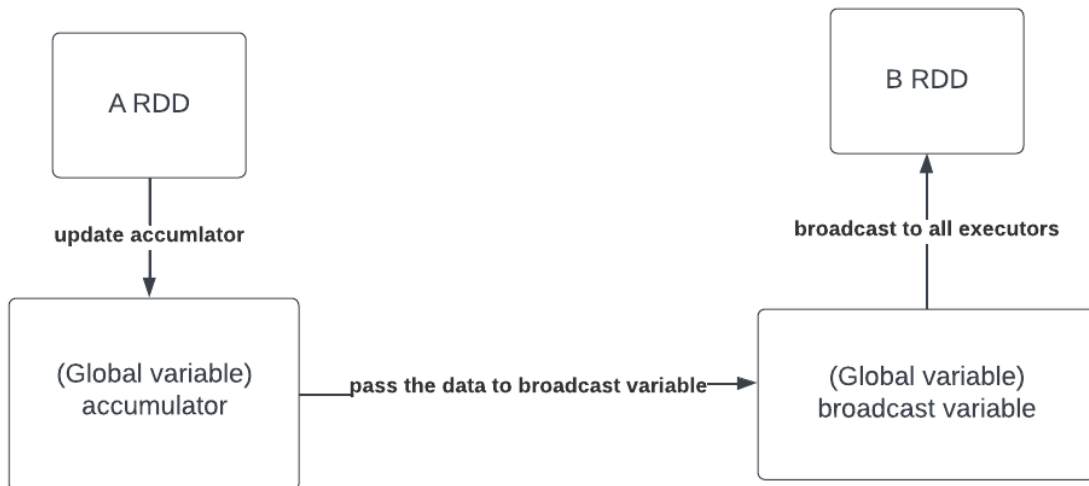 A RDD
B RDD
update accumlator
broadcast to all executors
(Global variable)
accumulator
pass the data to broadcast variable
(Global variable)
broadcast variable